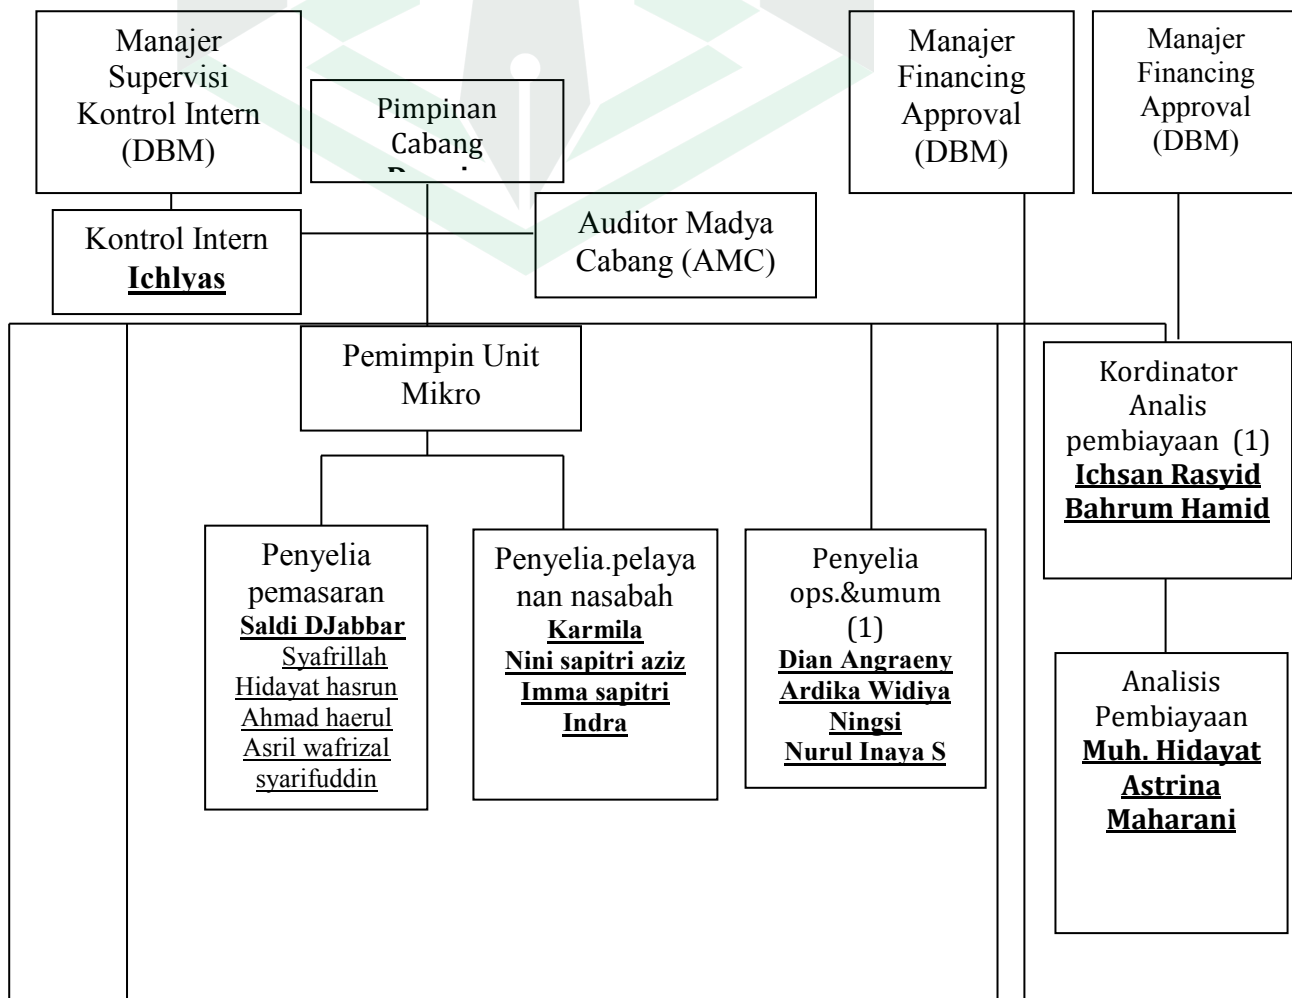 Manajer
Supervisi
Kontrol Intern
(DBM)
Pimpinan
Cabang
Manajer
Financing
Approval
(DBM)
Manajer
Financing
Approval
(DBM)
Kontrol Intern
Ichlyas
Auditor Madya
Cabang (AMC)
Pemimpin Unit
Mikro
Kordinator
Analis
pembiayaan (1)
Ichsan Rasyid
Bahrum Hamid
Penyelia
pemasaran
Saldi DJabbar
Syafrillah
Hidayat hasrun
Ahmad haerul
Asril wafrizal
syarifuddin
Penyelia.pelaya
nan nasabah
Karmila
Nini sapitri aziz
Imma sapitri
Indra
Penyelia
ops.&umum
(1)
Dian Angraeny
Ardika Widiya
Ningsi
Nurul Inaya S
Analisis
Pembiayaan
Muh. Hidayat
Astrina
Maharani